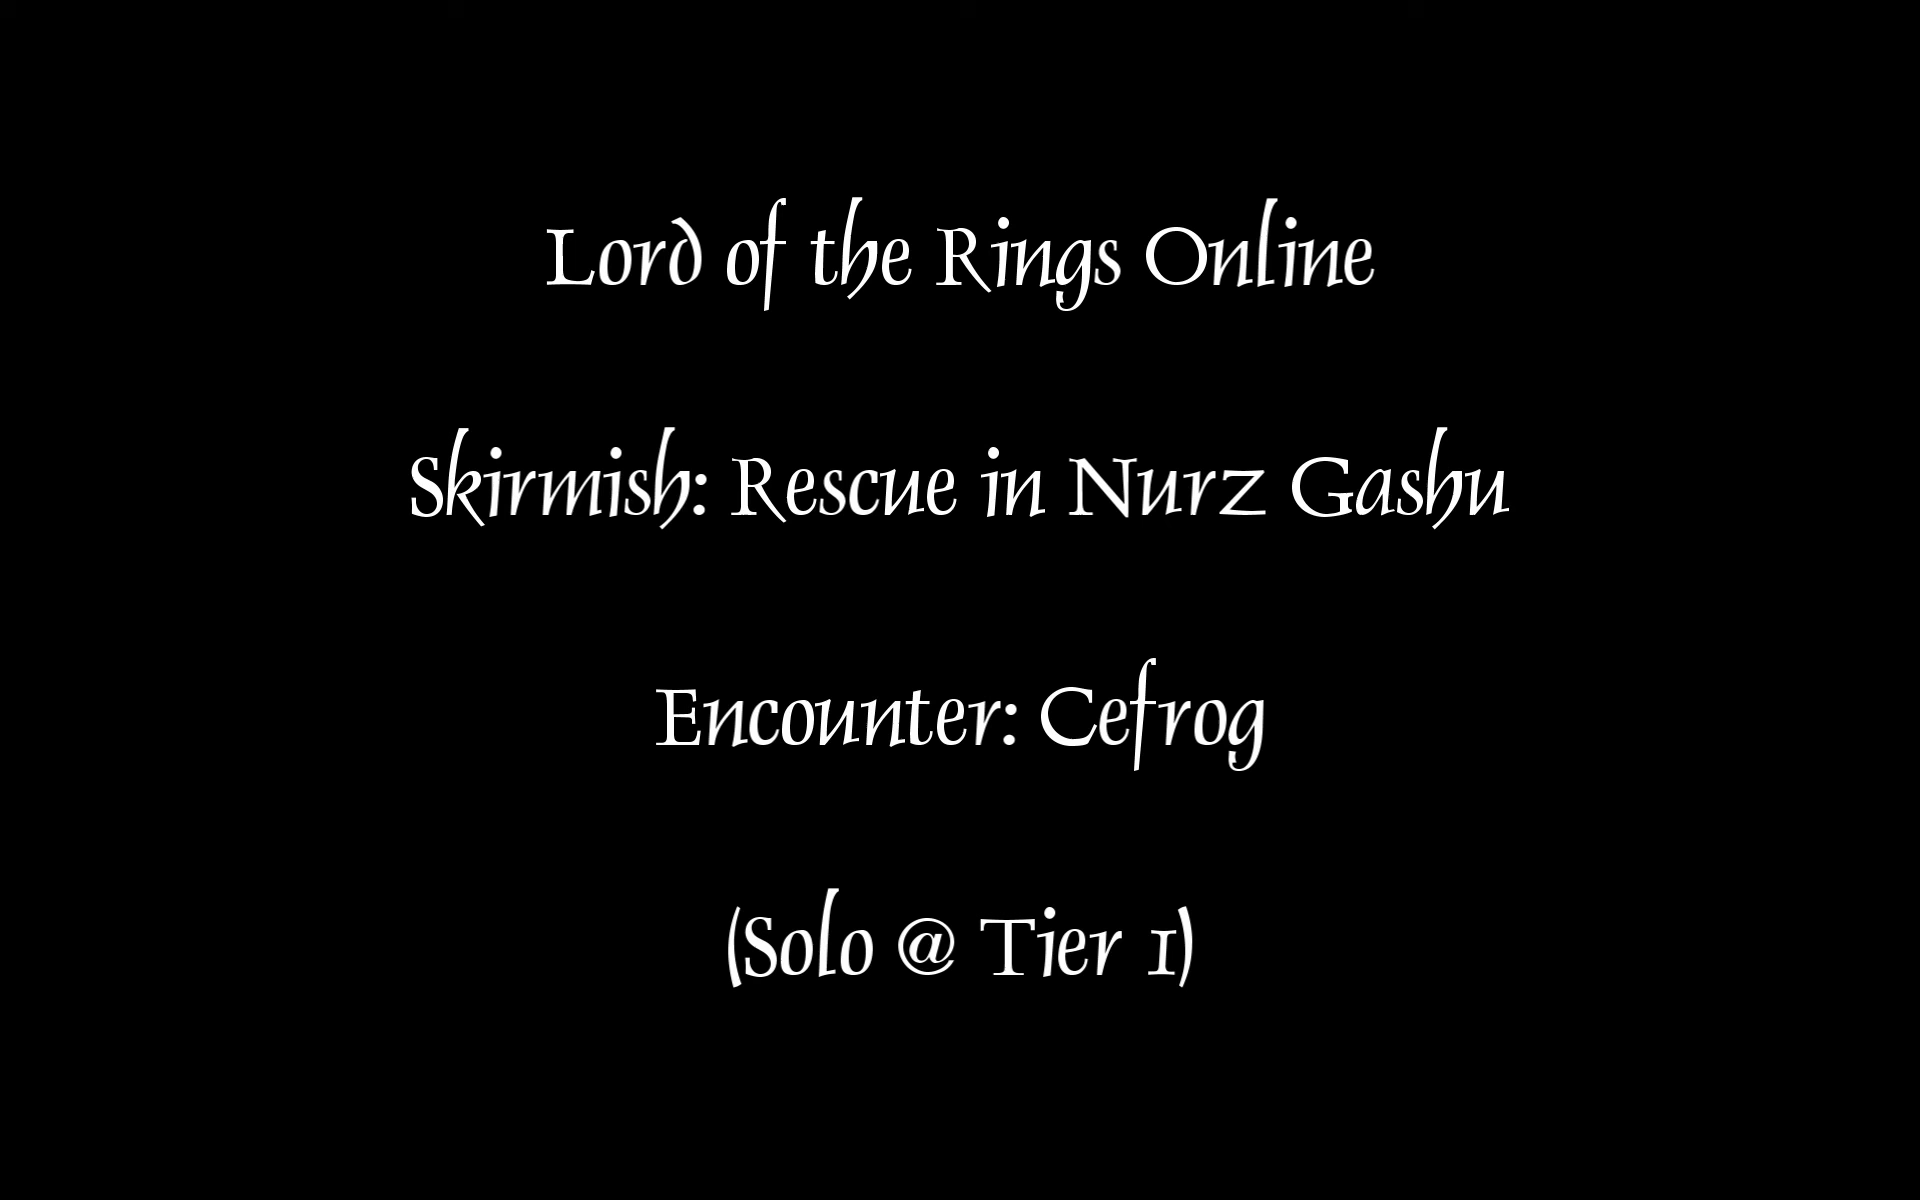 Lord of the Rings Online
Skirmish: Rescue in Nurz Gashu
Encounter: Cefrog
(Solo @ Tier 1)